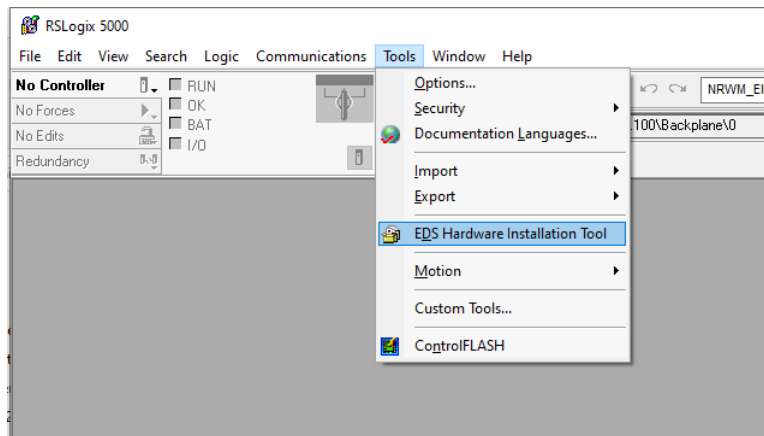 RSLogix 5000
File Edit View Search Logic Communications Tools Window Help
No Controller
RUN
No Forces
OK
No Edits
BAT
Redundancy
I/O
Options...
Security
Documentation Languages...
Import
Export
EDS Hardware Installation Tool
Motion
Custom Tools...
ControlFLASH
NRWM_EI
.100\Backplane\0